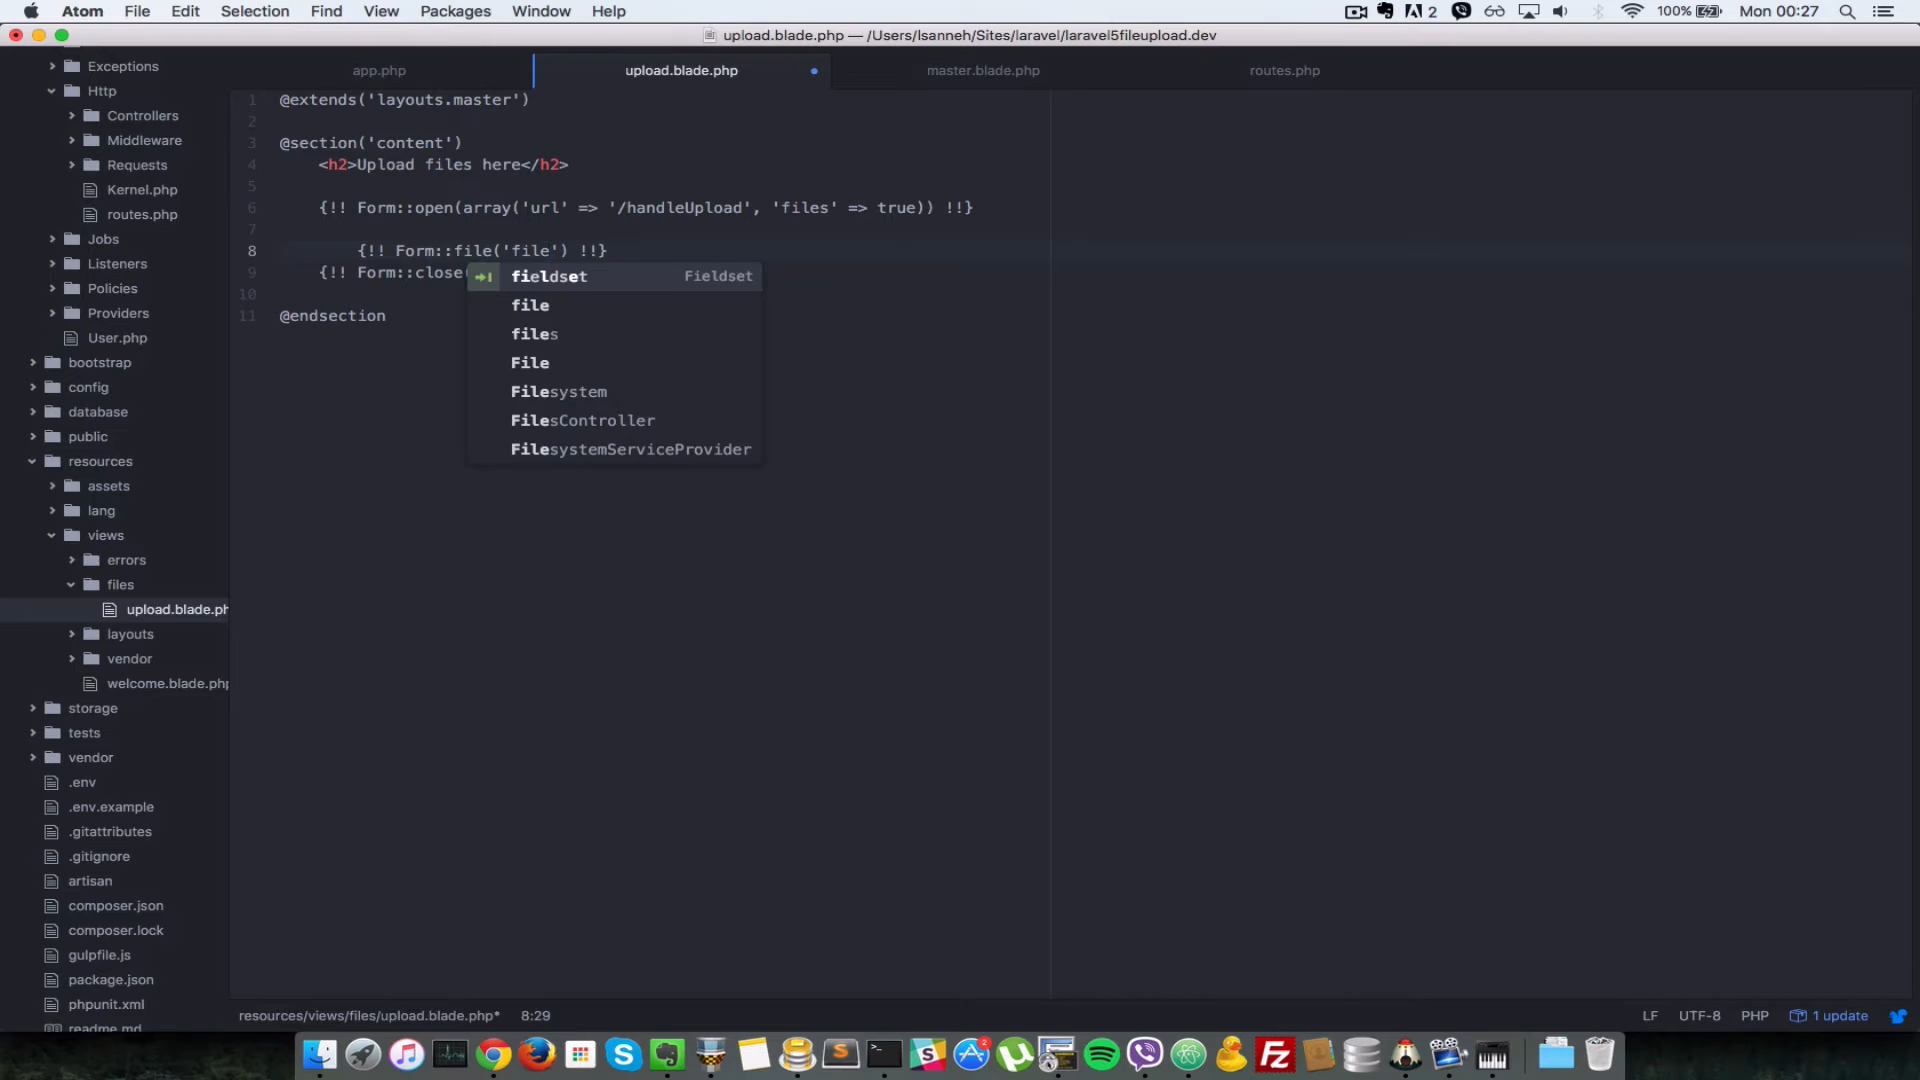 Atom File Edit Selection Find View Packages Window Help 2 100% Mon 00:27
upload.blade.php — /Users/lsanneh/Sites/laravel/laravel5fileupload.dev
app.php upload.blade.php master.blade.php routes.php
Exceptions
Http
Controllers
Middleware
Requests
Kernel.php
routes.php
Jobs
Listeners
Policies
Providers
User.php
bootstrap
config
database
public
resources
assets
lang
views
errors
files
upload.blade.ph
layouts
vendor
welcome.blade.php
storage
tests
vendor
.env
.env.example
.gitattributes
.gitignore
artisan
composer.json
composer.lock
gulpfile.js
package.json
phpunit.xml
readme.md
1 @extends('layouts.master')
2
3 @section('content')
4 <h2>Upload files here</h2>
5
6 {!! Form::open(array('url' => '/handleUpload', 'files' => true)) !!}
7
8 {!! Form::file('file') !!}
9 {!! Form::close
10
11 @endsection
fieldset Fieldset
file
files
File
Filesystem
FilesController
FilesystemServiceProvider
resources/views/files/upload.blade.php* 8:29 LF UTF-8 PHP 1 update